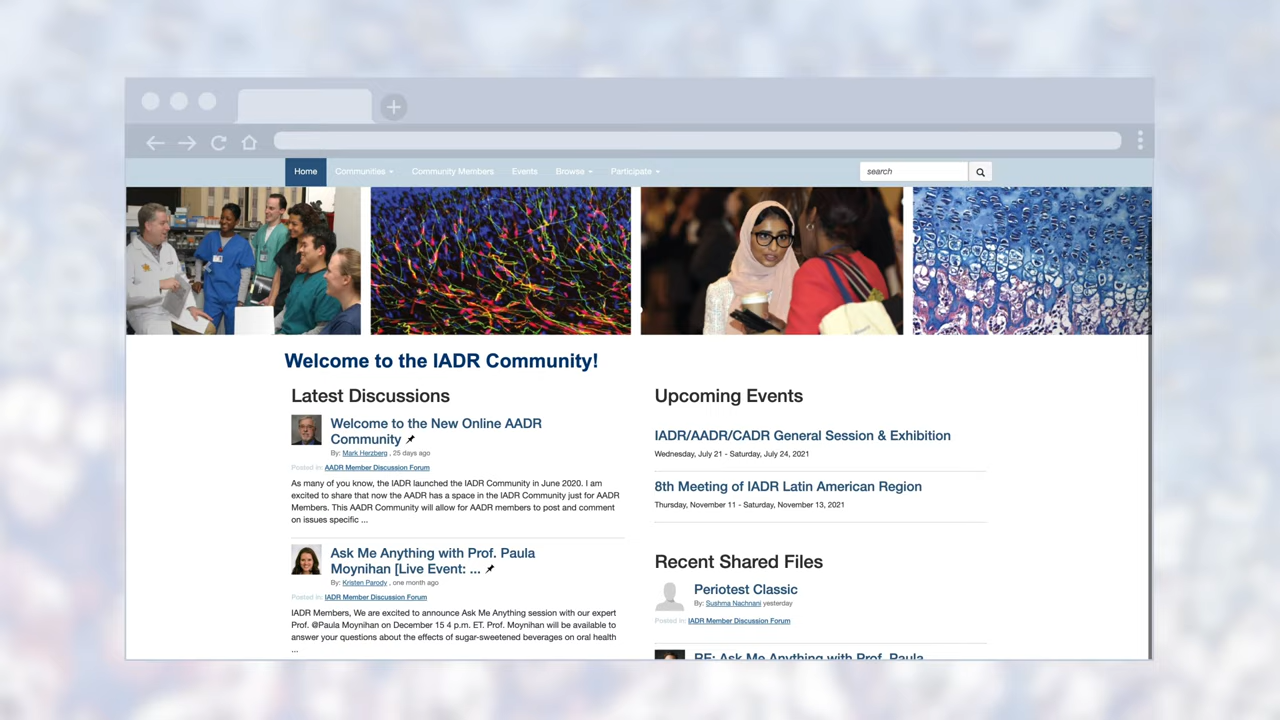 Home Communities Community Members Events Browse Participate
search
Welcome to the IADR Community!
Latest Discussions
Welcome to the New Online AADR
Community
By: Mark Herzberg , 25 days ago
Posted in: AADR Member Discussion Forum
As many of you know, the IADR launched the IADR Community in June 2020. I am
excited to share that now the AADR has a space in the IADR Community just for AADR
Members. This AADR Community will allow for AADR members to post and comment
on issues specific ...
Ask Me Anything with Prof. Paula
Moynihan [Live Event: ...
By: Kristen Parody , one month ago
Posted in: IADR Member Discussion Forum
IADR Members, We are excited to announce Ask Me Anything session with our expert
Prof. @Paula Moynihan on December 15 4 p.m. ET. Prof. Moynihan will be available to
answer your questions about the effects of sugar-sweetened beverages on oral health
...
Upcoming Events
IADR/AADR/CADR General Session & Exhibition
Wednesday, July 21 - Saturday, July 24, 2021
8th Meeting of IADR Latin American Region
Thursday, November 11 - Saturday, November 13, 2021
Recent Shared Files
Periotest Classic
By: Sushma Nachnani yesterday
Posted in: IADR Member Discussion Forum
RE: Ask Me Anything with Prof. Paula